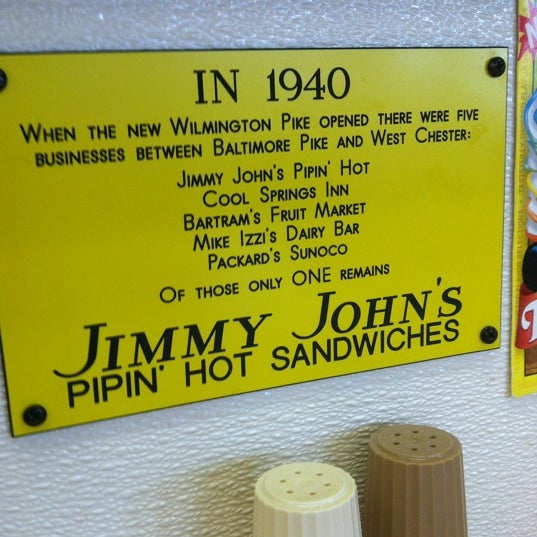 IN 1940
WHEN THE NEW WILMINGTON PIKE OPENED THERE WERE FIVE
BUSINESSES BETWEEN BALTIMORE PIKE AND WEST CHESTER:
JIMMY JOHN'S PIPIN' HOT
COOL SPRINGS INN
BARTRAM'S FRUIT MARKET
MIKE IZZI'S DAIRY BAR
PACKARD'S SUNOCO
OF THOSE ONLY ONE REMAINS
JIMMY JOHN'S
PIPIN' HOT SANDWICHES